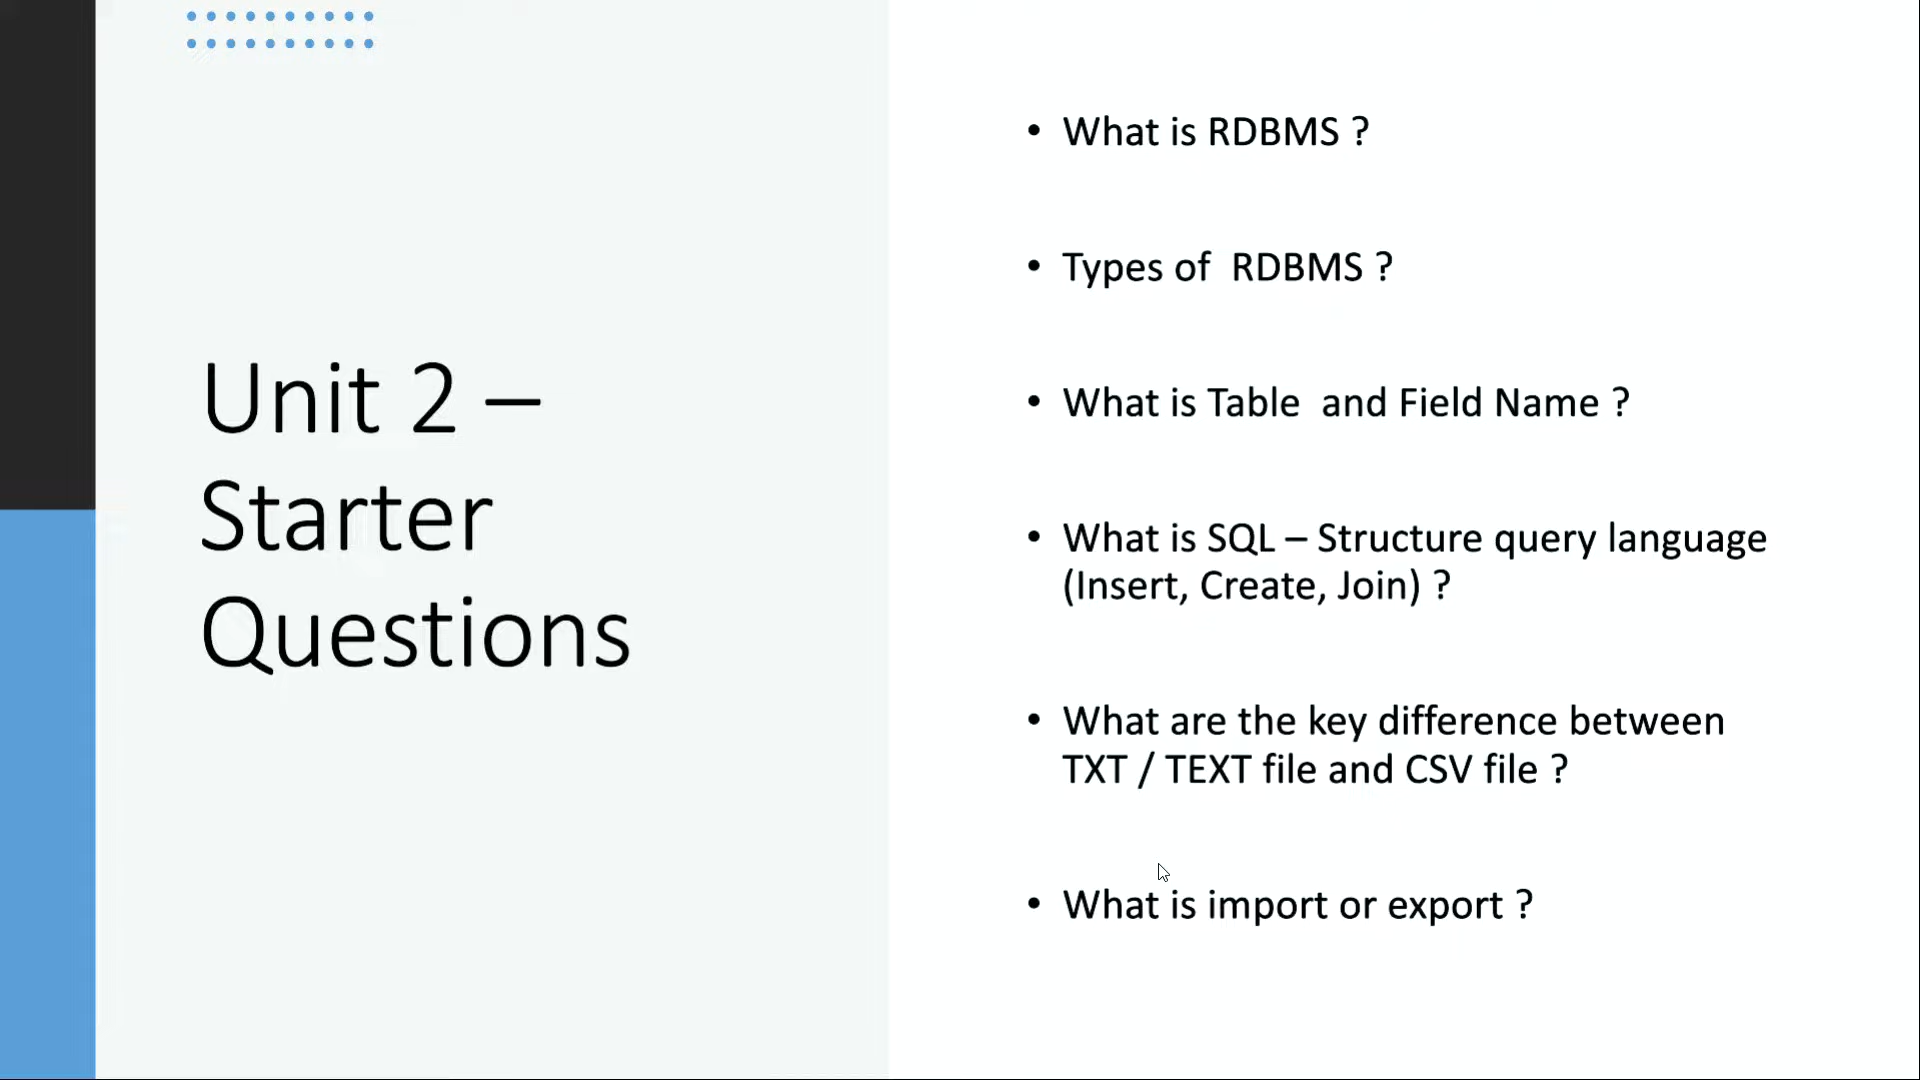 Unit 2 –
Starter
Questions
• What is RDBMS ?
• Types of  RDBMS ?
• What is Table  and Field Name ?
• What is SQL – Structure query language
(Insert, Create, Join) ?
• What are the key difference between
TXT / TEXT file and CSV file ?
• What is import or export ?